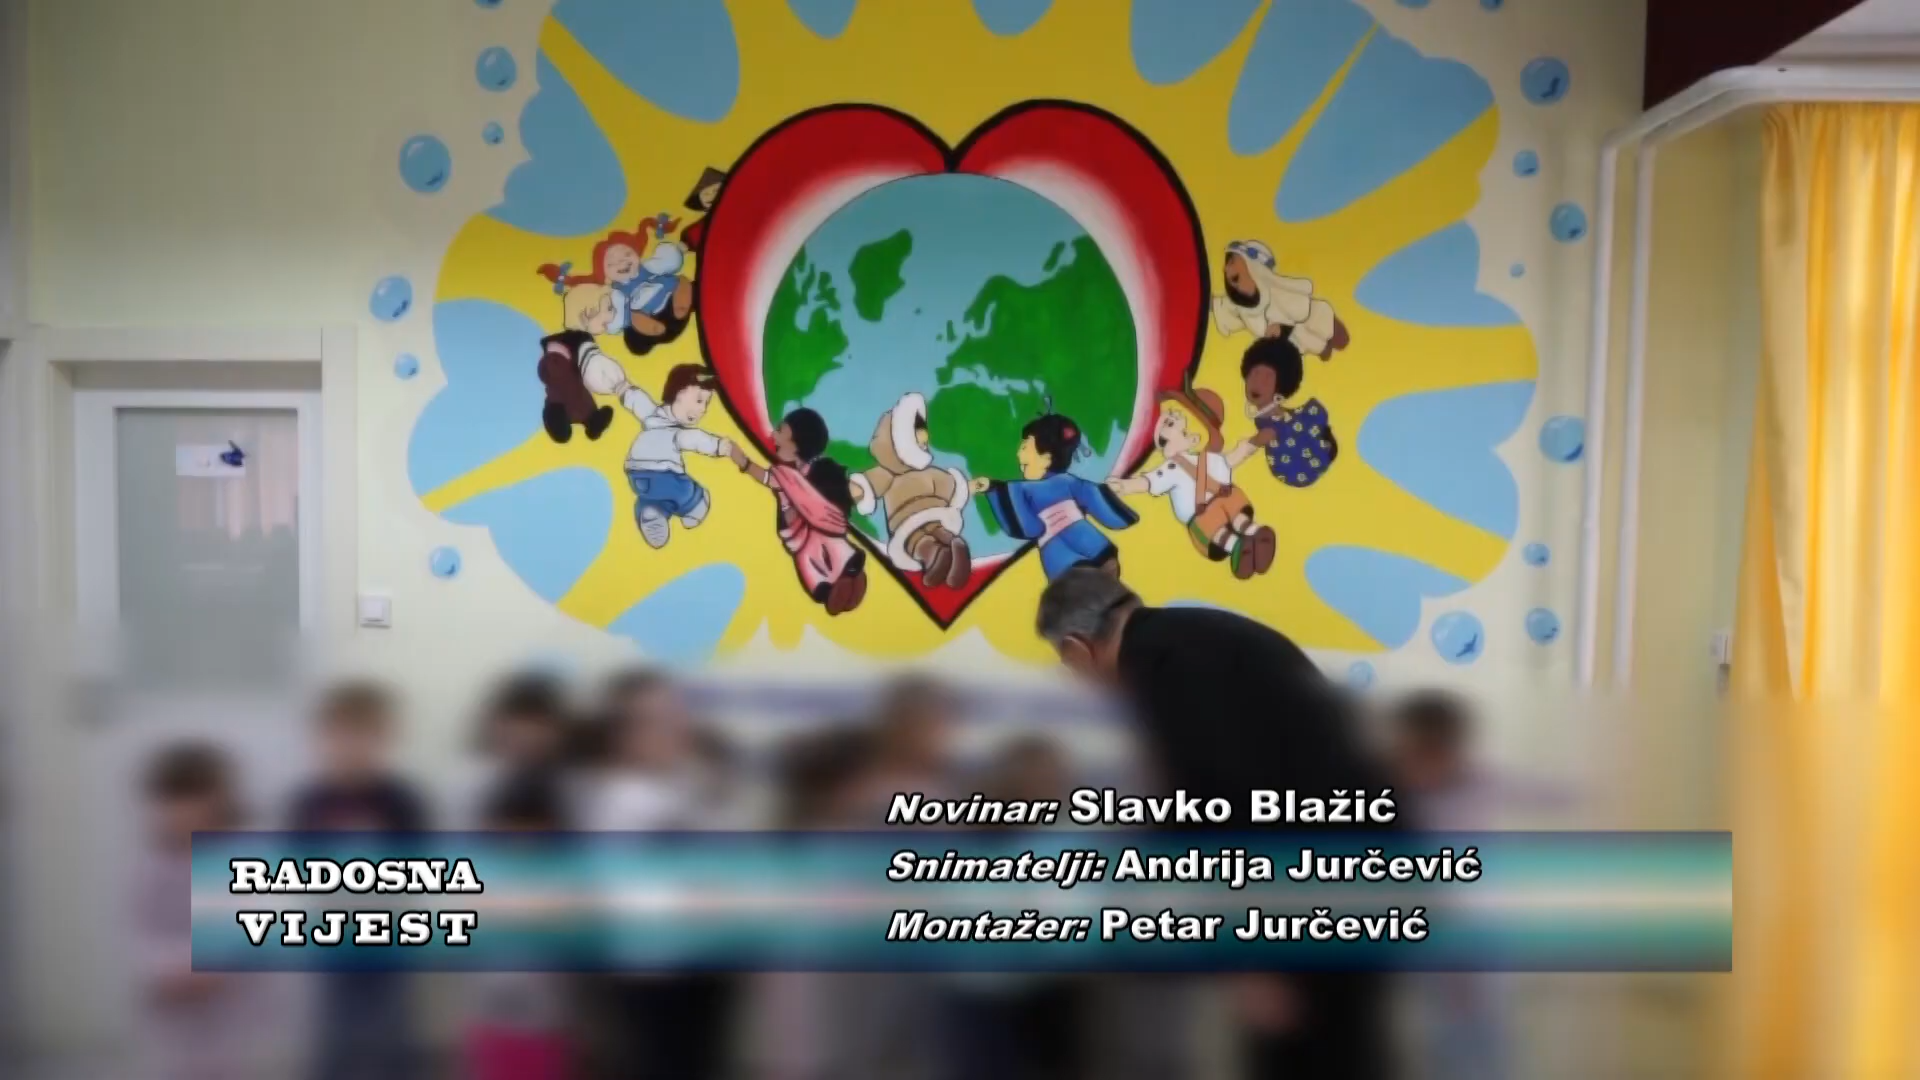 Novinar: Slavko Blažić
RADOSNA
VIJEST
Snimatelji: Andrija Jurčević
Montažer: Petar Jurčević